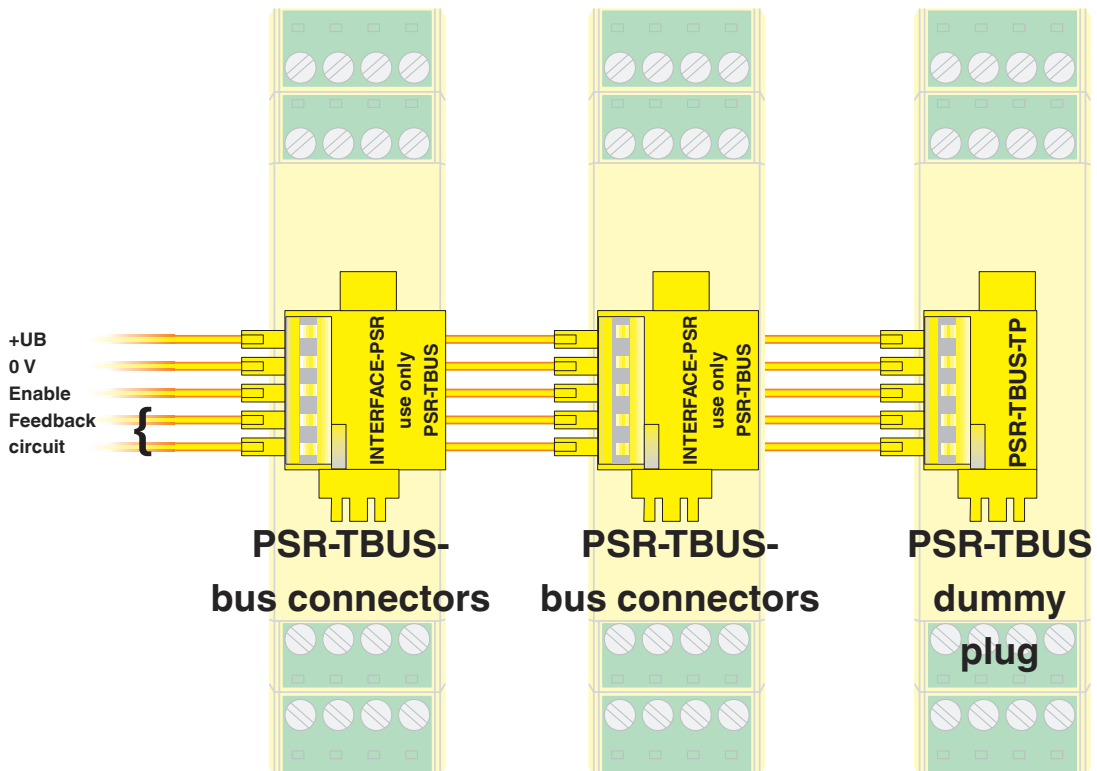 +UB
0 V
Enable
Feedback
circuit
{
INTERFACE-PSR
use only
PSR-TBUS
INTERFACE-PSR
use only
PSR-TBUS
PSR-TBUS-TP
PSR-TBUS-
bus connectors
PSR-TBUS-
bus connectors
PSR-TBUS
dummy
plug